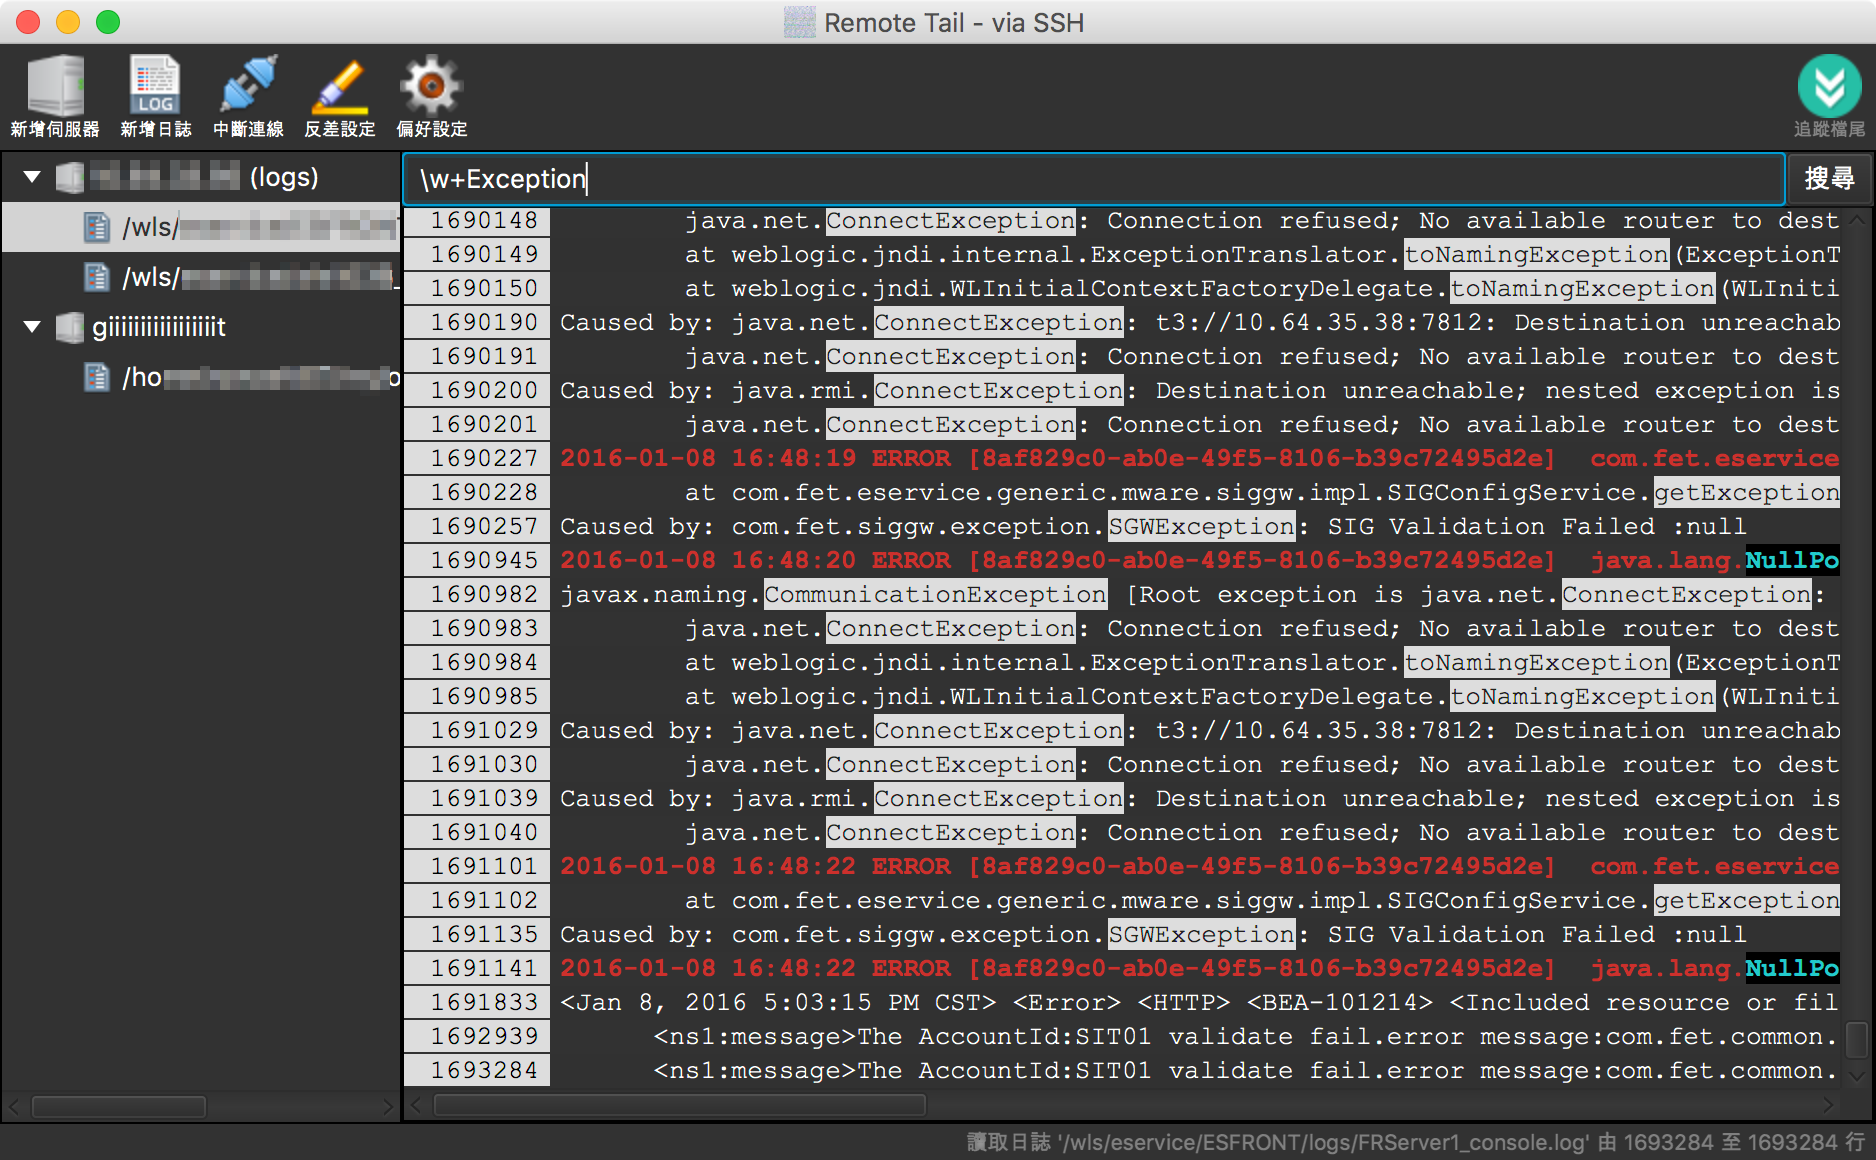 Remote Tail - via SSH
LOG
新增伺服器 新增日誌 中斷連線 反差設定 偏好設定 追蹤檔尾
(logs)
/wls/
/wls/
giiiiiiiiiiiiiiiiit
/ho
\w+Exception
搜尋
1690148 java.net.ConnectException: Connection refused; No available router to dest
1690149 at weblogic.jndi.internal.ExceptionTranslator.toNamingException(ExceptionT
1690150 at weblogic.jndi.WLInitialContextFactoryDelegate.toNamingException(WLIniti
1690190 Caused by: java.net.ConnectException: t3://10.64.35.38:7812: Destination unreachab
1690191 java.net.ConnectException: Connection refused; No available router to dest
1690200 Caused by: java.rmi.ConnectException: Destination unreachable; nested exception is
1690201 java.net.ConnectException: Connection refused; No available router to dest
1690227 2016-01-08 16:48:19 ERROR [8af829c0-ab0e-49f5-8106-b39c72495d2e] com.fet.eservice
1690228 at com.fet.eservice.generic.mware.siggw.impl.SIGConfigService.getException
1690257 Caused by: com.fet.siggw.exception.SGWException: SIG Validation Failed :null
1690945 2016-01-08 16:48:20 ERROR [8af829c0-ab0e-49f5-8106-b39c72495d2e] java.lang.NullPo
1690982 javax.naming.CommunicationException [Root exception is java.net.ConnectException:
1690983 java.net.ConnectException: Connection refused; No available router to dest
1690984 at weblogic.jndi.internal.ExceptionTranslator.toNamingException(ExceptionT
1690985 at weblogic.jndi.WLInitialContextFactoryDelegate.toNamingException(WLIniti
1691029 Caused by: java.net.ConnectException: t3://10.64.35.38:7812: Destination unreachab
1691030 java.net.ConnectException: Connection refused; No available router to dest
1691039 Caused by: java.rmi.ConnectException: Destination unreachable; nested exception is
1691040 java.net.ConnectException: Connection refused; No available router to dest
1691101 2016-01-08 16:48:22 ERROR [8af829c0-ab0e-49f5-8106-b39c72495d2e] com.fet.eservice
1691102 at com.fet.eservice.generic.mware.siggw.impl.SIGConfigService.getException
1691135 Caused by: com.fet.siggw.exception.SGWException: SIG Validation Failed :null
1691141 2016-01-08 16:48:22 ERROR [8af829c0-ab0e-49f5-8106-b39c72495d2e] java.lang.NullPo
1691833 <Jan 8, 2016 5:03:15 PM CST> <Error> <HTTP> <BEA-101214> <Included resource or fil
1692939 <ns1:message>The AccountId:SIT01 validate fail.error message:com.fet.common.
1693284 <ns1:message>The AccountId:SIT01 validate fail.error message:com.fet.common.
讀取日誌 '/wls/eservice/ESFRONT/logs/FRServer1_console.log' 由 1693284 至 1693284 行